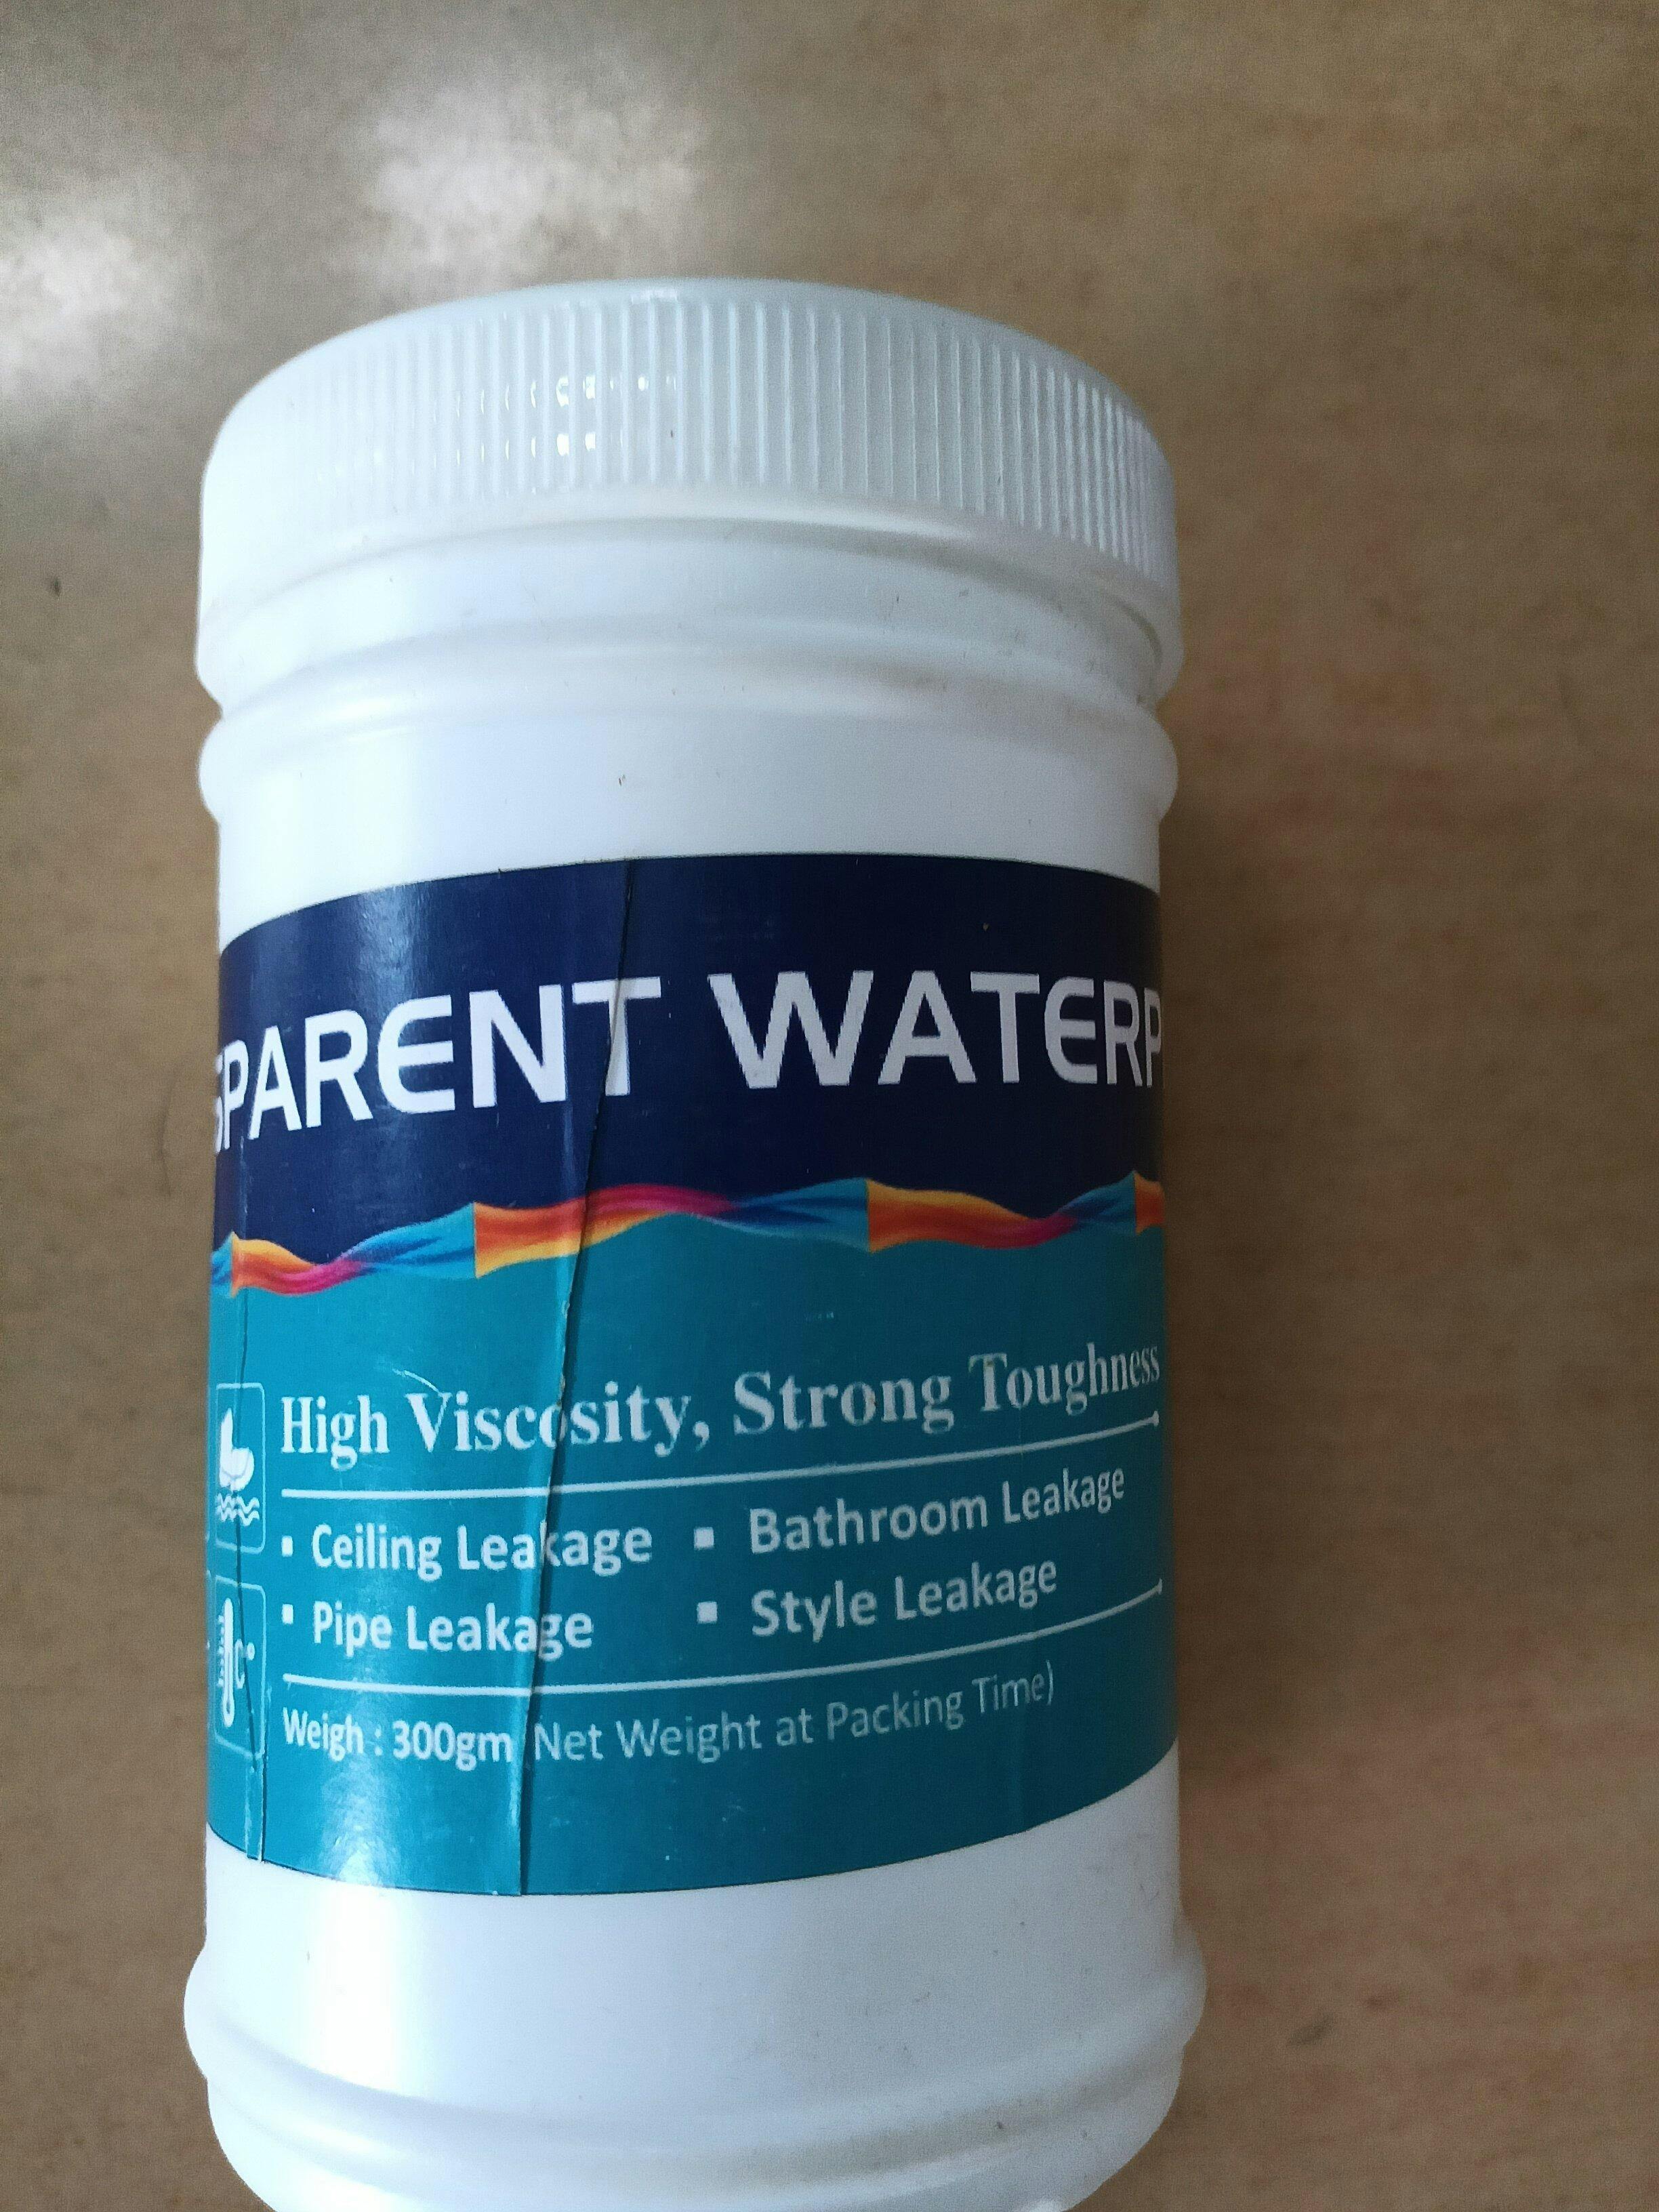 SPARENT WATERP
High Viscosity, Strong Toughness
▪ Ceiling Leakage ▪ Bathroom Leakage
▪ Pipe Leakage ▪ Style Leakage
Weigh : 300gm Net Weight at Packing Time)
C°